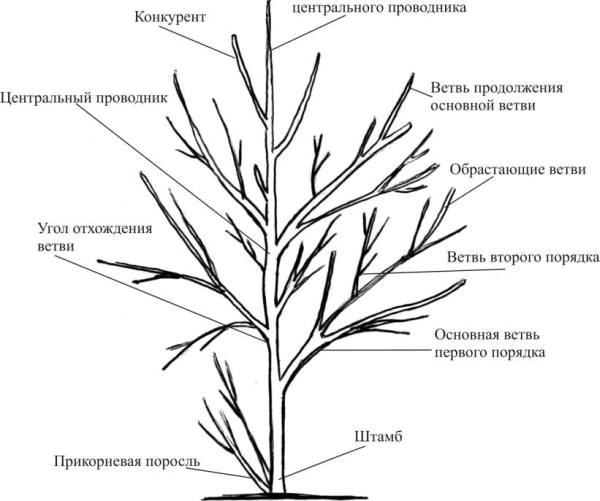 центрального проводника
Конкурент
Ветвь продолжения
основной ветви
Центральный проводник
Обрастающие ветви
Угол отхождения
ветви
Ветвь второго порядка
Основная ветвь
первого порядка
Штамб
Прикорневая поросль